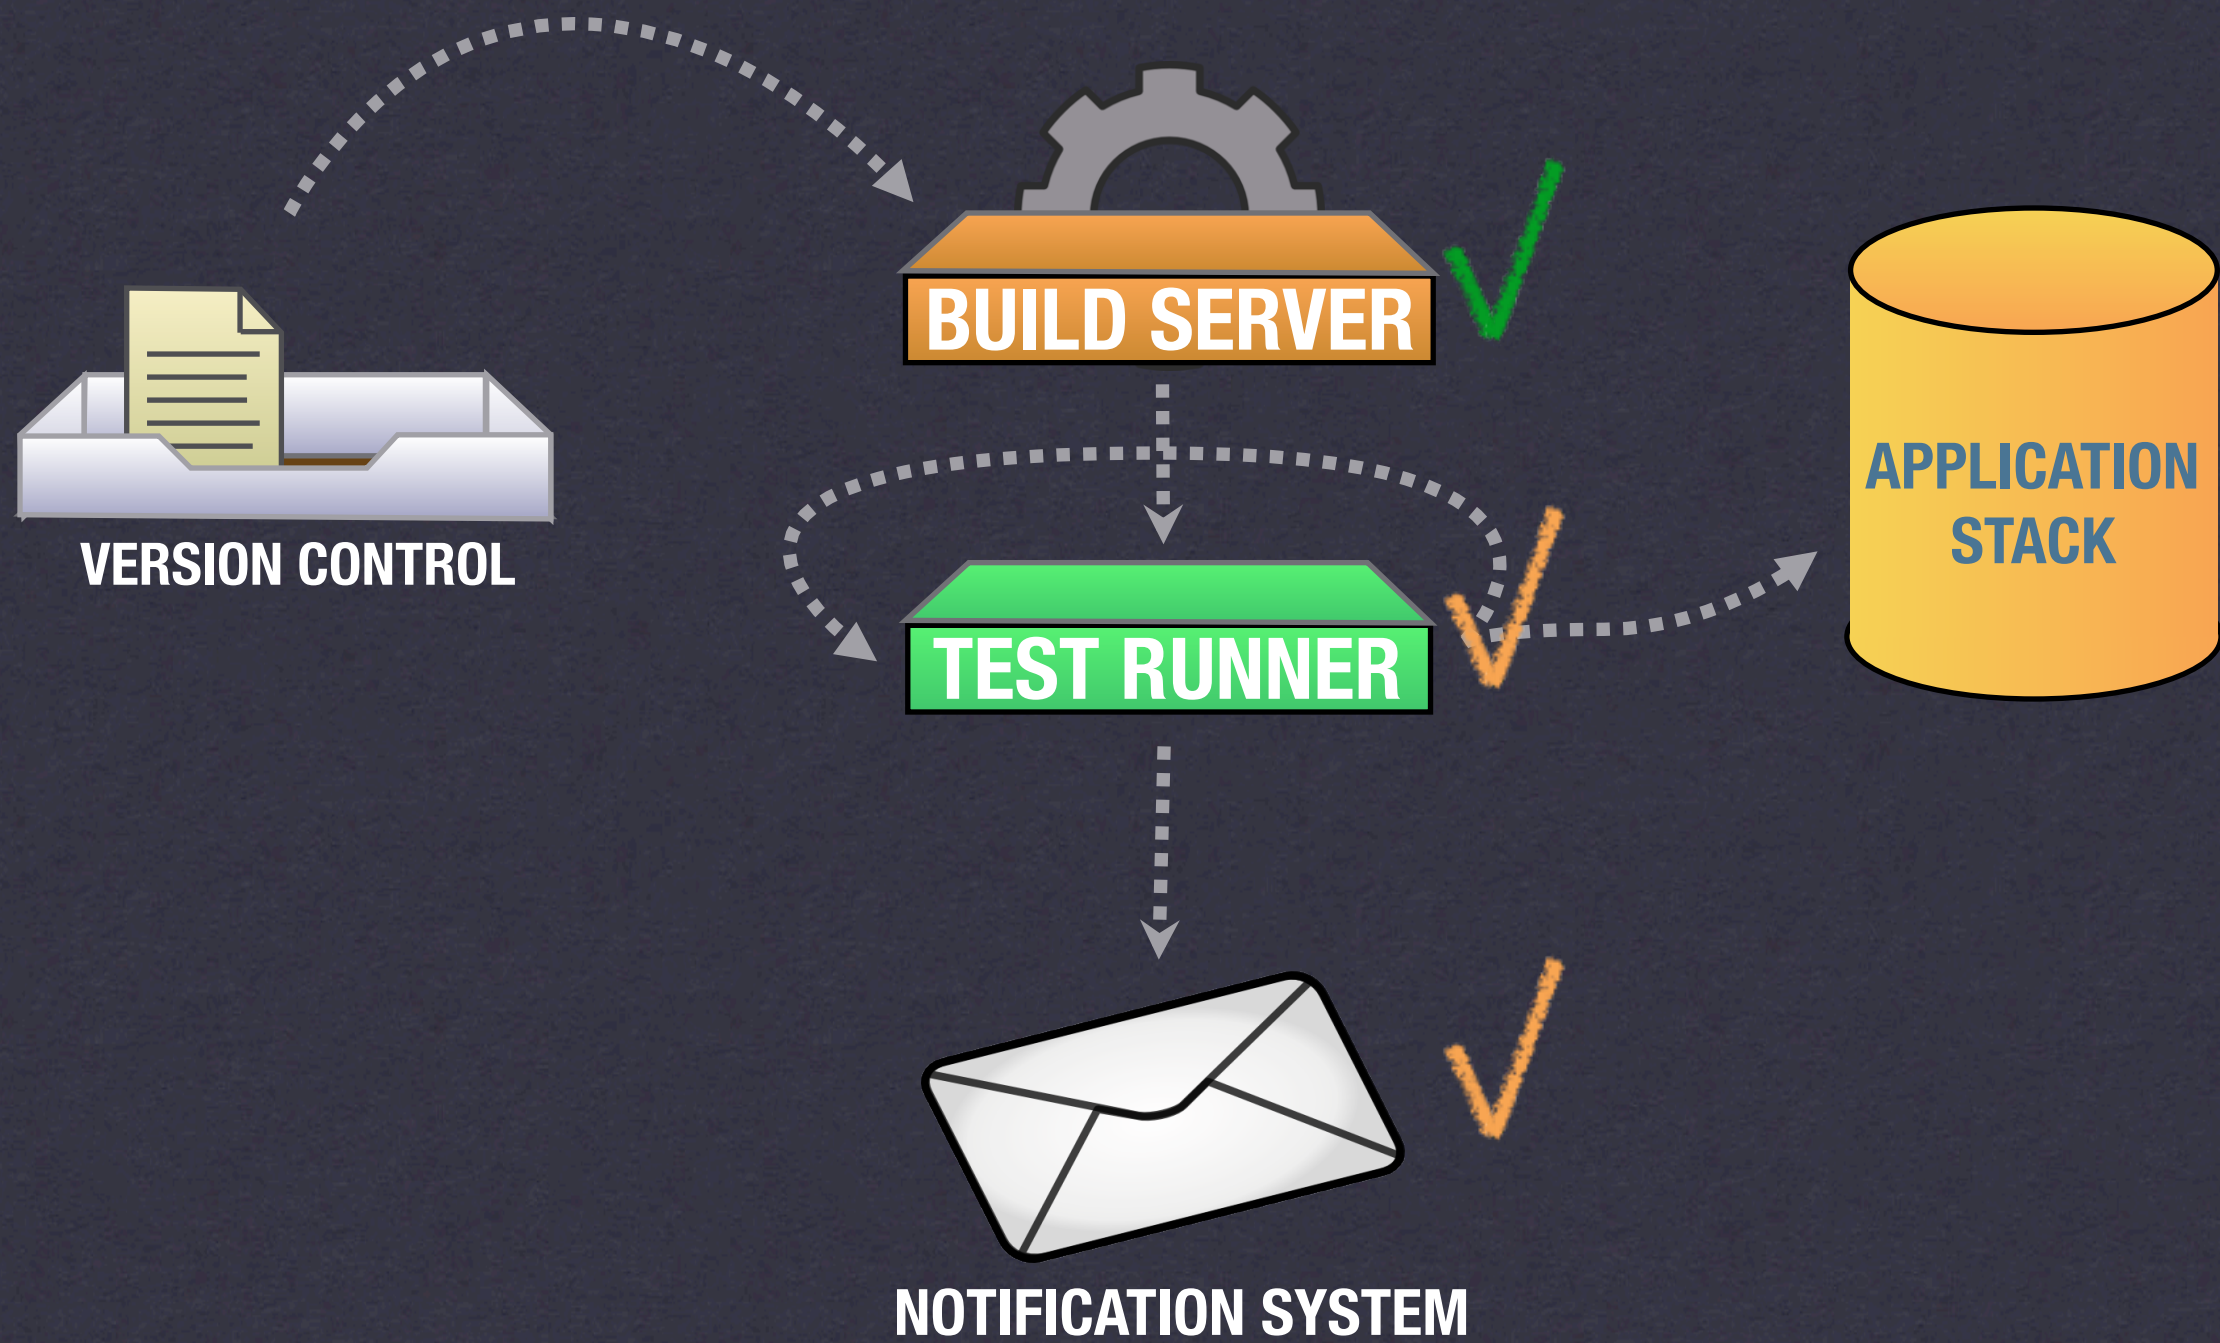 BUILD SERVER
VERSION CONTROL
APPLICATION
STACK
TEST RUNNER
NOTIFICATION SYSTEM